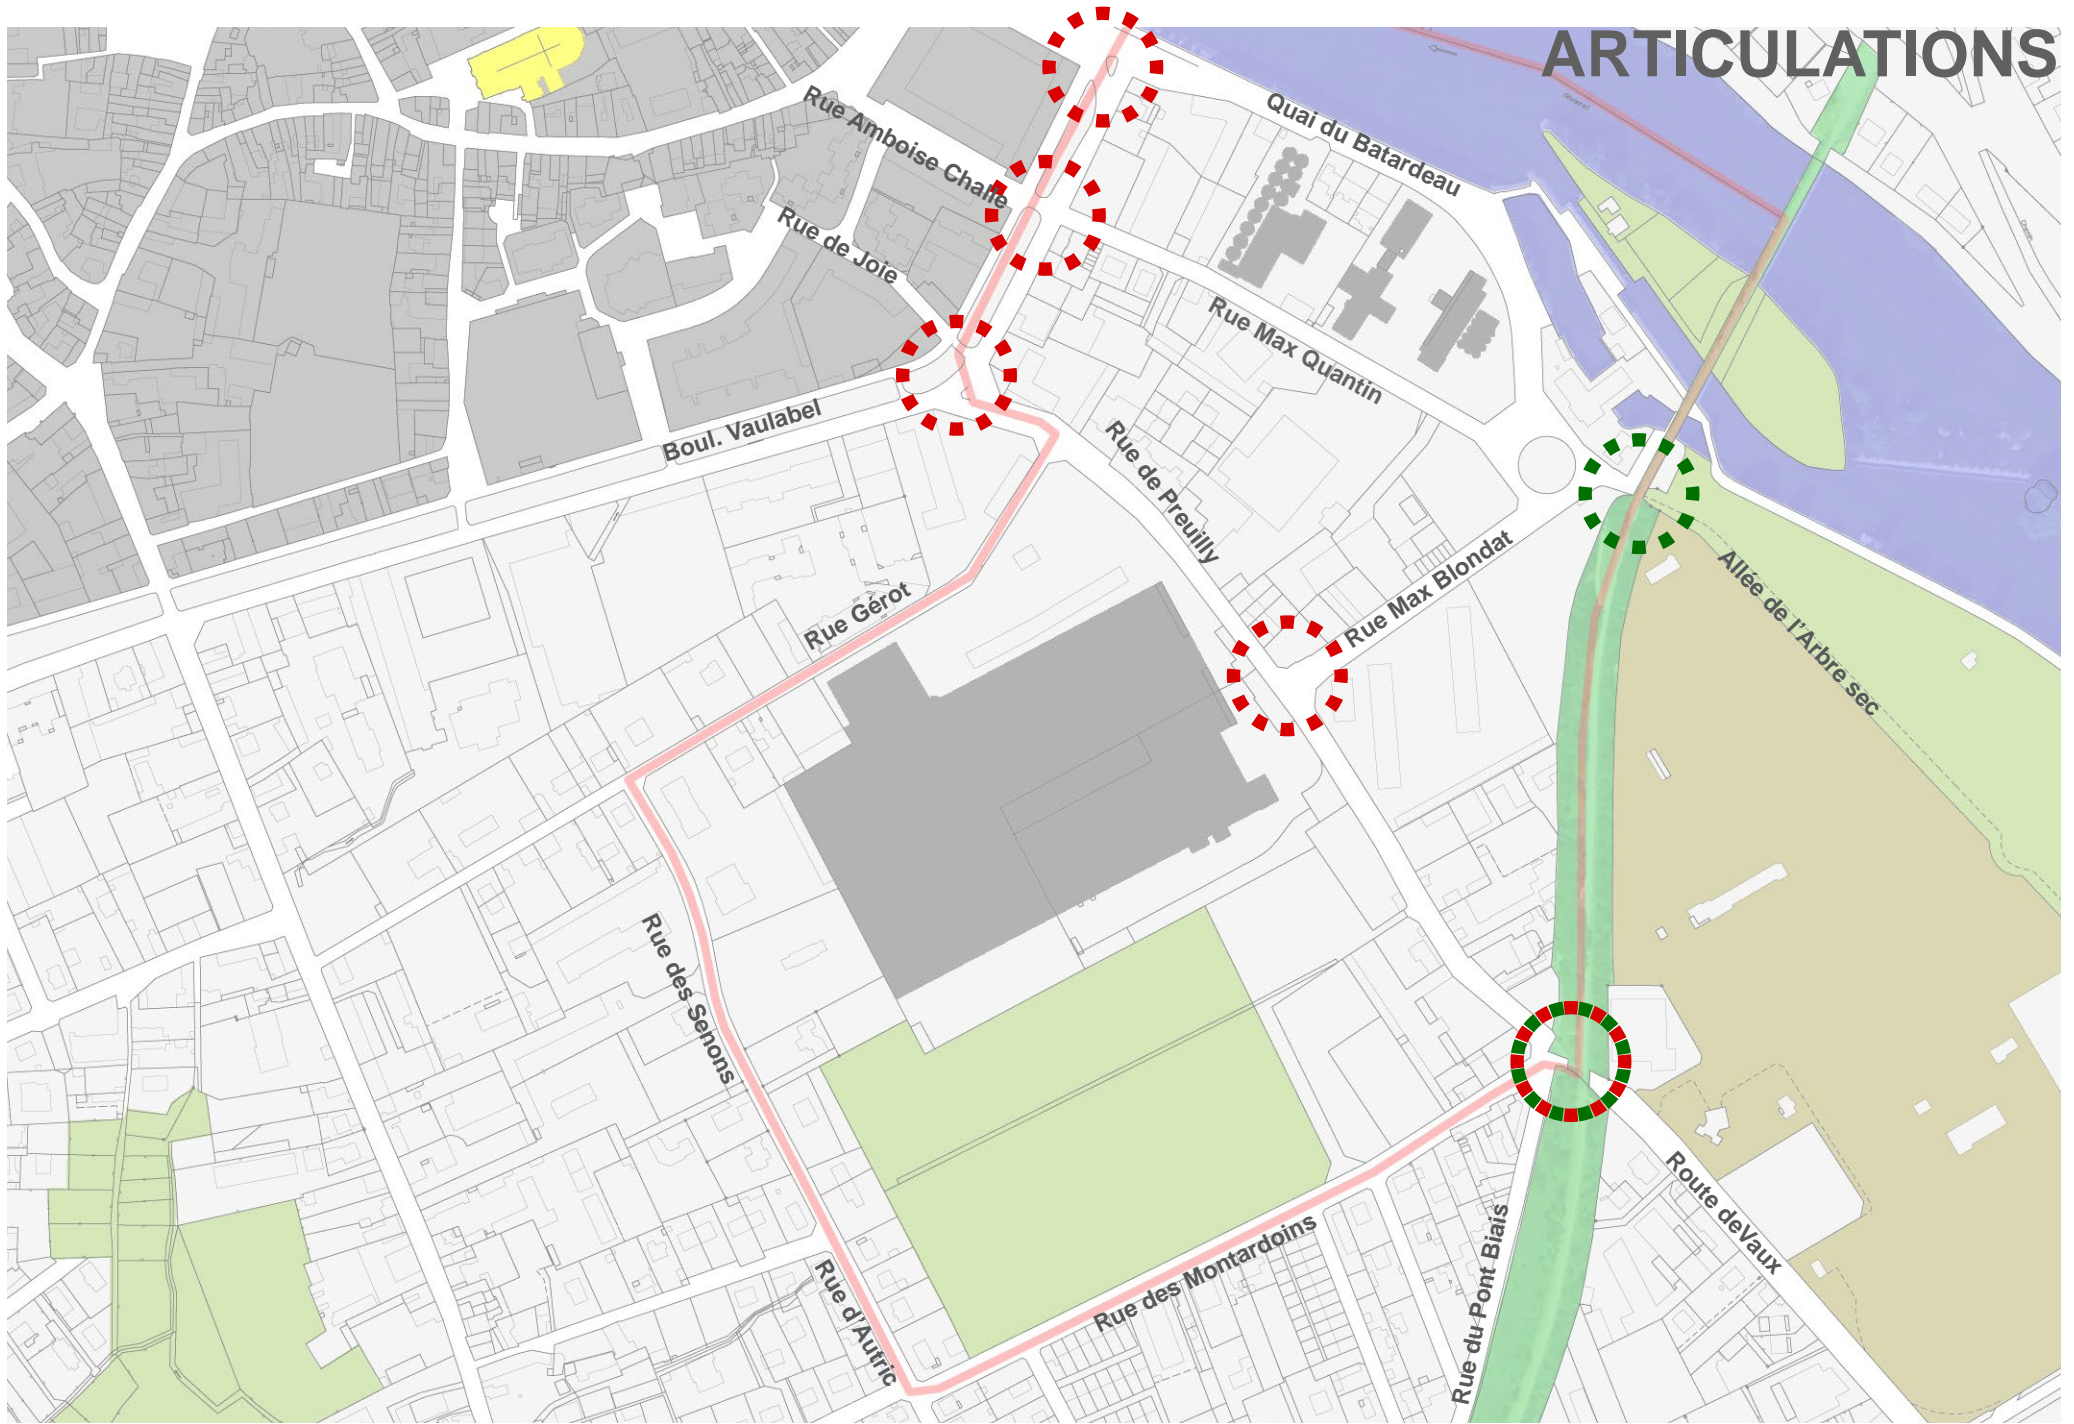 ARTICULATIONS
Rue Amboise Challe
Quai du Batardeau
Rue de Joie
Rue Max Quantin
Boul. Vaulabel
Rue de Preuilly
Rue Max Blondat
Allée de l'Arbre sec
Rue Gérot
Rue des Senons
Rue des Montardoins
Rue d'Autric
Rue du Pont Biais
Route deVaux